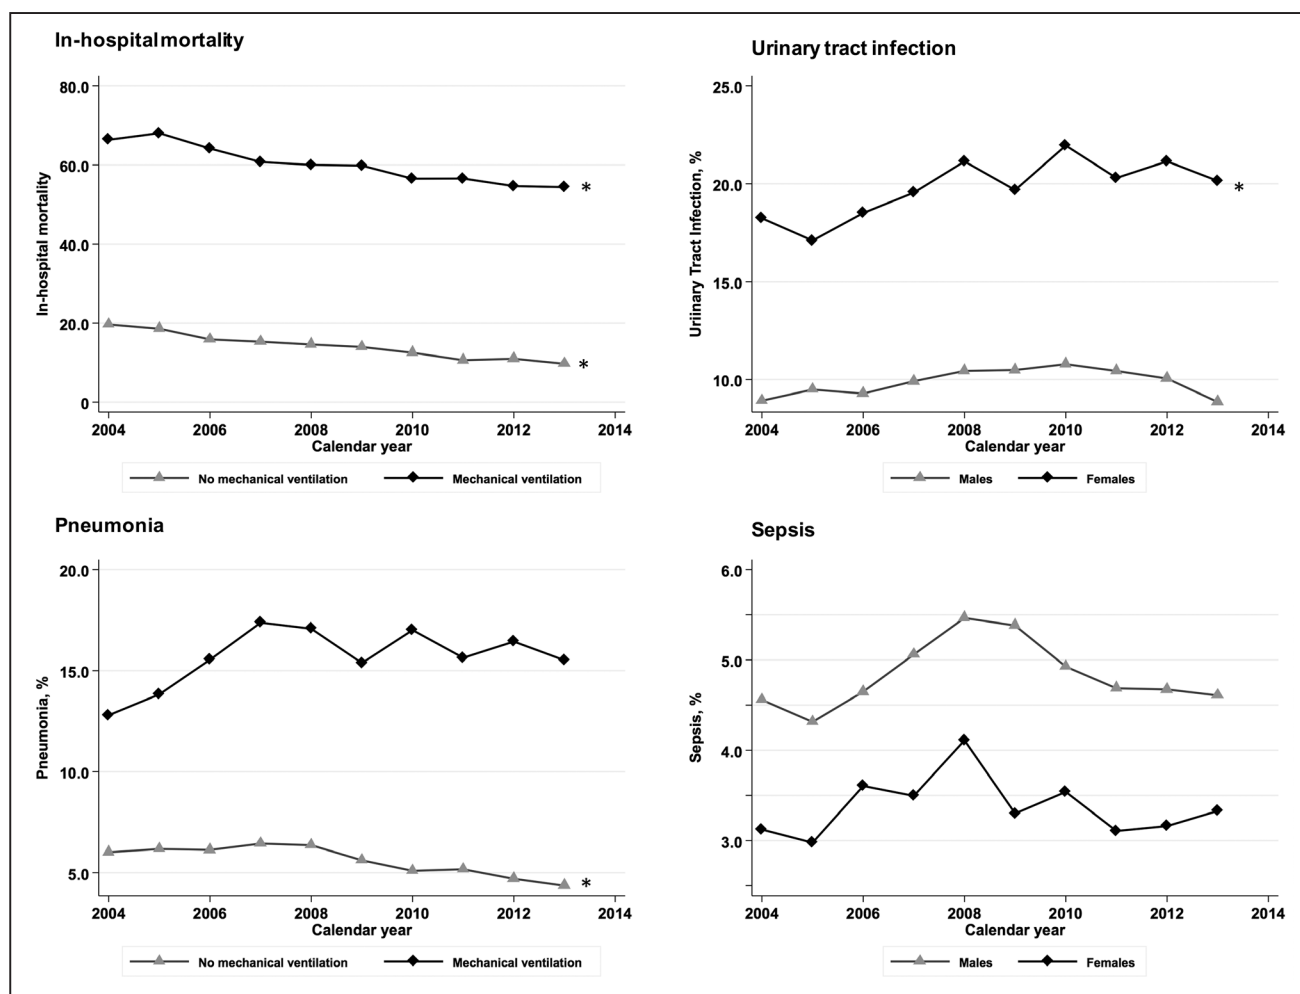 In-hospital mortality
80.0
60.0
40.0
20.0
0
In-hospital mortality
*
*
2004 2006 2008 2010 2012 2014
Calendar year
No mechanical ventilation Mechanical ventilation
Urinary tract infection
25.0
20.0
15.0
10.0
Uriinary Tract Infection, %
*
2004 2006 2008 2010 2012 2014
Calendar year
Males Females
Pneumonia
20.0
15.0
10.0
5.0
Pneumonia, %
*
2004 2006 2008 2010 2012 2014
Calendar year
No mechanical ventilation Mechanical ventilation
Sepsis
6.0
5.0
4.0
3.0
Sepsis, %
2004 2006 2008 2010 2012 2014
Calendar year
Males Females